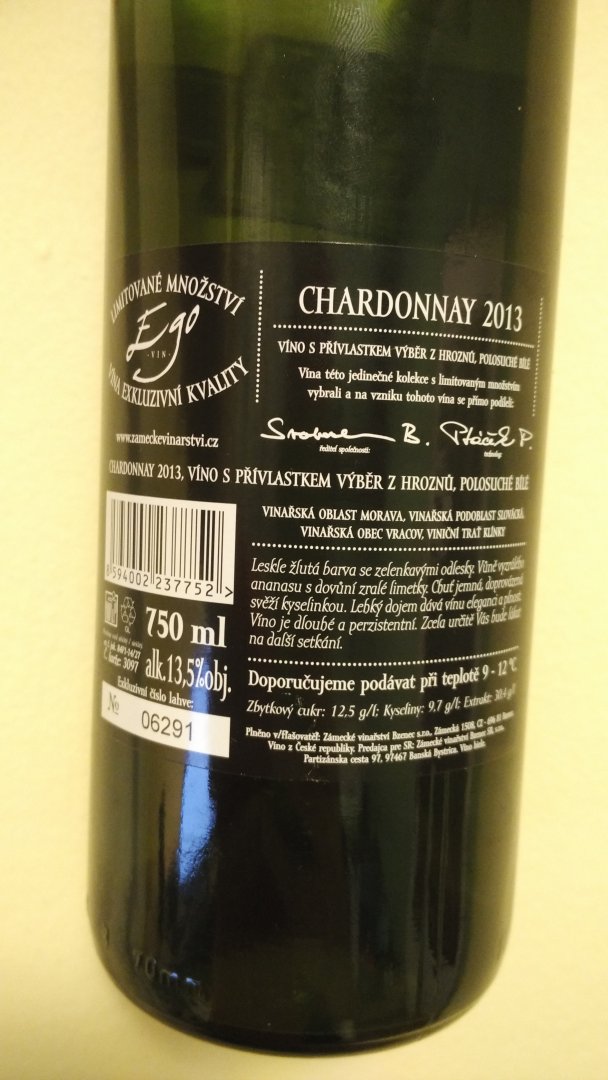 LIMITOVANÉ MNOŽSTVÍ
Ego
- VIN -
VÍNA EXKLUZIVNÍ KVALITY
www.zameckevinarstvi.cz
CHARDONNAY 2013
VÍNO S PŘÍVLASTKEM VÝBĚR Z HROZNŮ, POLOSUCHÉ BÍLÉ
Vína této jedinečné kolekce s limitovaným množstvím
vybrali a na vzniku tohoto vína se přímo podíleli:
B. Ptáček P.
ředitel společnosti: technolog:
CHARDONNAY 2013, VÍNO S PŘÍVLASTKEM VÝBĚR Z HROZNŮ, POLOSUCHÉ BÍLÉ
VINAŘSKÁ OBLAST MORAVA, VINAŘSKÁ PODOBLAST SLOVÁCKÁ,
VINAŘSKÁ OBEC VRACOV, VINIČNÍ TRAŤ KLÍNKY
Leskle žlutá barva se zelenkavými odlesky. Vůně vyzrálého
ananasu s dovůní zralé limetky. Chuť jemná, doprovázená
svěží kyselinkou. Lehký dojem dává vínu eleganci a plnost.
Víno je dlouhé a perzistentní. Zcela určitě Vás bude lákat
na další setkání.
Doporučujeme podávat při teplotě 9 - 12 °C.
Zbytkový cukr: 12,5 g/l; Kyseliny: 9,7 g/l; Extrakt: 30,4 g/l
Plněno v/flašovateľ: Zámecké vinařství Bzenec s.r.o., Zámecká 1508, CZ - 696 81 Bzenec.
Víno z České republiky. Predajca pre SR: Zámecké vinařství Bzenec SK s.r.o.
Partizánska cesta 97, 97467 Banská Bystrica.
8 594002 237752 >
750 ml
alk.13,5%obj.
č. šarže: 3097
Exkluzivní číslo lahve:
№ 06291